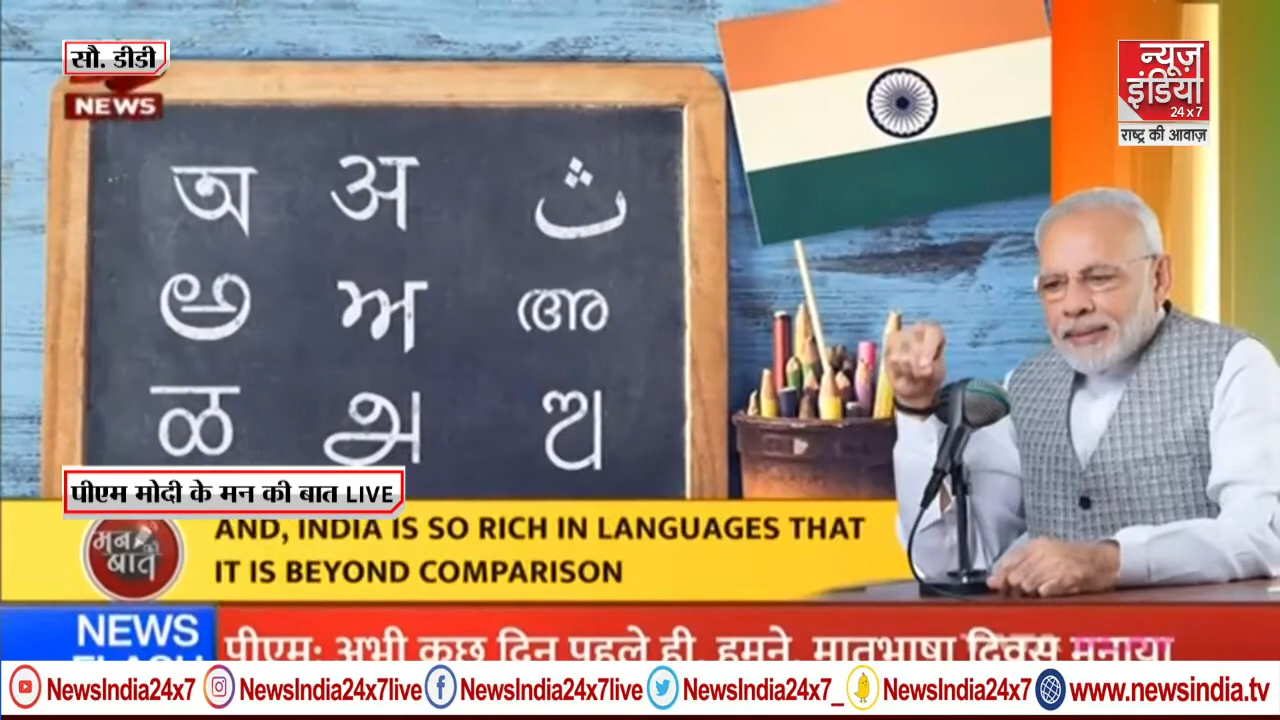 सौ. डीडी
NEWS
न्यूज़
इंडिया
24x7
राष्ट्र की आवाज़
অ अ ث
ಅ ਅ അ
ळ அ
पीएम मोदी के मन की बात LIVE
मन की
बात
AND, INDIA IS SO RICH IN LANGUAGES THAT
IT IS BEYOND COMPARISON
NEWS
FLASH
पीएम: अभी कुछ दिन पहले ही, हमने, मातृभाषा दिवस मनाया
NewsIndia24x7 NewsIndia24x7live NewsIndia24x7live NewsIndia24x7_ NewsIndia24x7 www.newsindia.tv